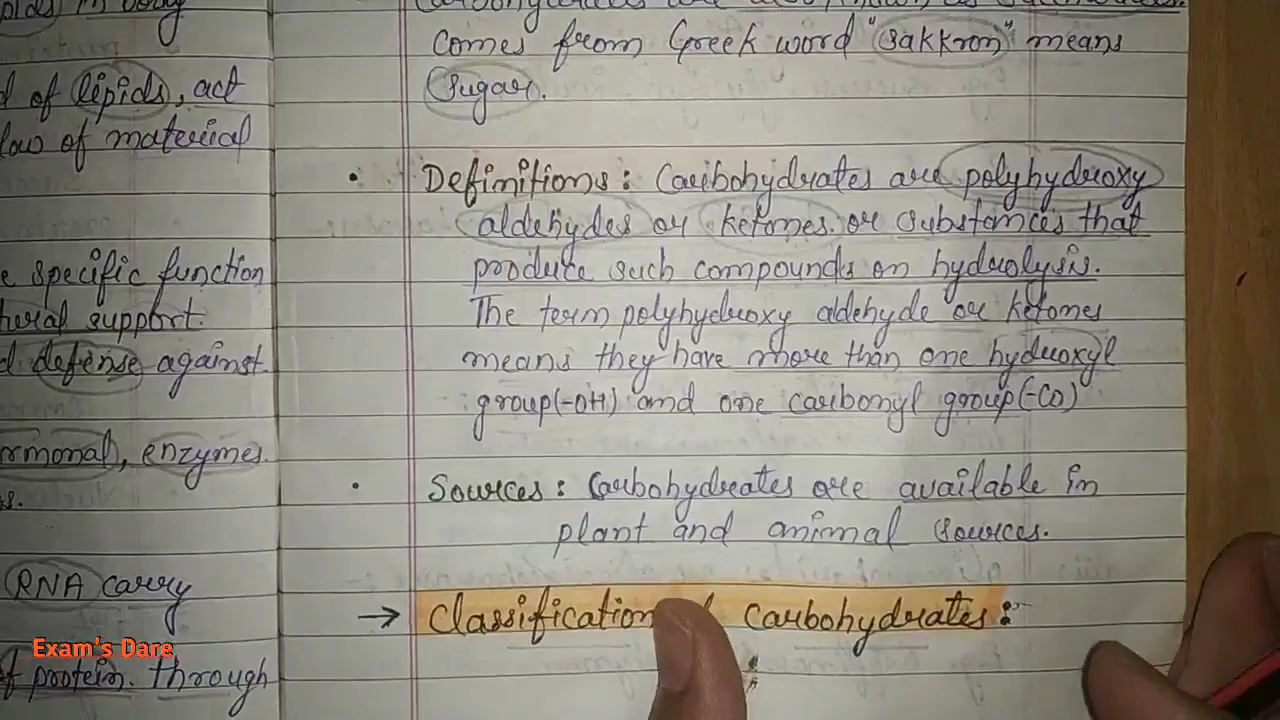 in body
comes from Greek word "Sakkron" means
Sugar.
of lipids, act
of material
• Definitions: Carbohydrates are polyhydroxy
aldehydes or ketones or substances that
produce such compounds on hydrolysis.
The term polyhydroxy aldehyde or ketones
means they have more than one hydroxyl
group(-OH) and one carbonyl group(-CO)
specific function
support.
defense against
enzymes.
• Sources: Carbohydrates are available in
plant and animal sources.
RNA carry
protein. through
→ Classification Carbohydrates:
Exam's Dare